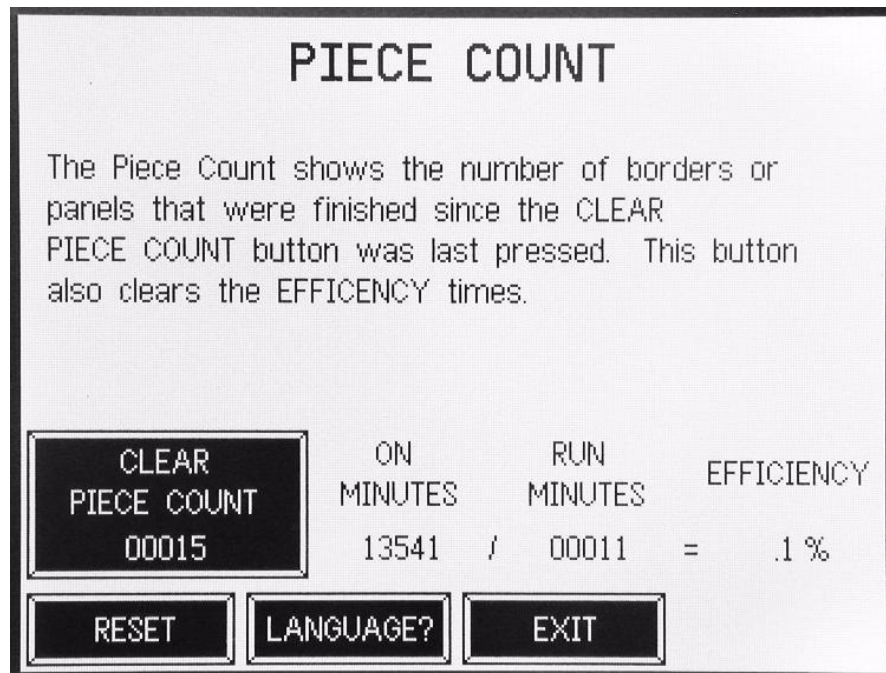 PIECE COUNT
The Piece Count shows the number of borders or
panels that were finished since the CLEAR
PIECE COUNT button was last pressed. This button
also clears the EFFICENCY times.
CLEAR
PIECE COUNT
00015
ON
MINUTES
13541
/
RUN
MINUTES
00011
=
EFFICIENCY
.1 %
RESET
LANGUAGE?
EXIT